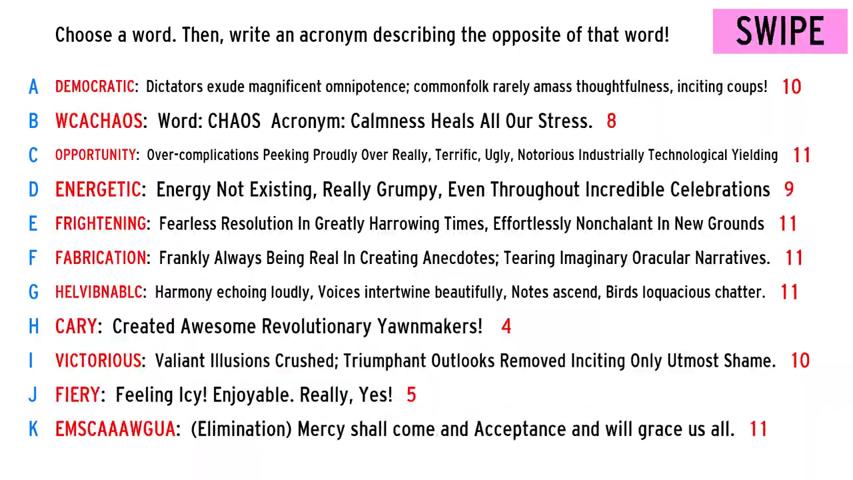 Choose a word. Then, write an acronym describing the opposite of that word!
SWIPE
A DEMOCRATIC: Dictators exude magnificent omnipotence; commonfolk rarely amass thoughtfulness, inciting coups! 10
B WCACHAOS: Word: CHAOS Acronym: Calmness Heals All Our Stress. 8
C OPPORTUNITY: Over-complications Peeking Proudly Over Really, Terrific, Ugly, Notorious Industrially Technological Yielding 11
D ENERGETIC: Energy Not Existing, Really Grumpy, Even Throughout Incredible Celebrations 9
E FRIGHTENING: Fearless Resolution In Greatly Harrowing Times, Effortlessly Nonchalant In New Grounds 11
F FABRICATION: Frankly Always Being Real In Creating Anecdotes; Tearing Imaginary Oracular Narratives. 11
G HELVIBNABLC: Harmony echoing loudly, Voices intertwine beautifully, Notes ascend, Birds loquacious chatter. 11
H CARY: Created Awesome Revolutionary Yawnmakers! 4
I VICTORIOUS: Valiant Illusions Crushed; Triumphant Outlooks Removed Inciting Only Utmost Shame. 10
J FIERY: Feeling Icy! Enjoyable. Really, Yes! 5
K EMSCAAAWGUA: (Elimination) Mercy shall come and Acceptance and will grace us all. 11